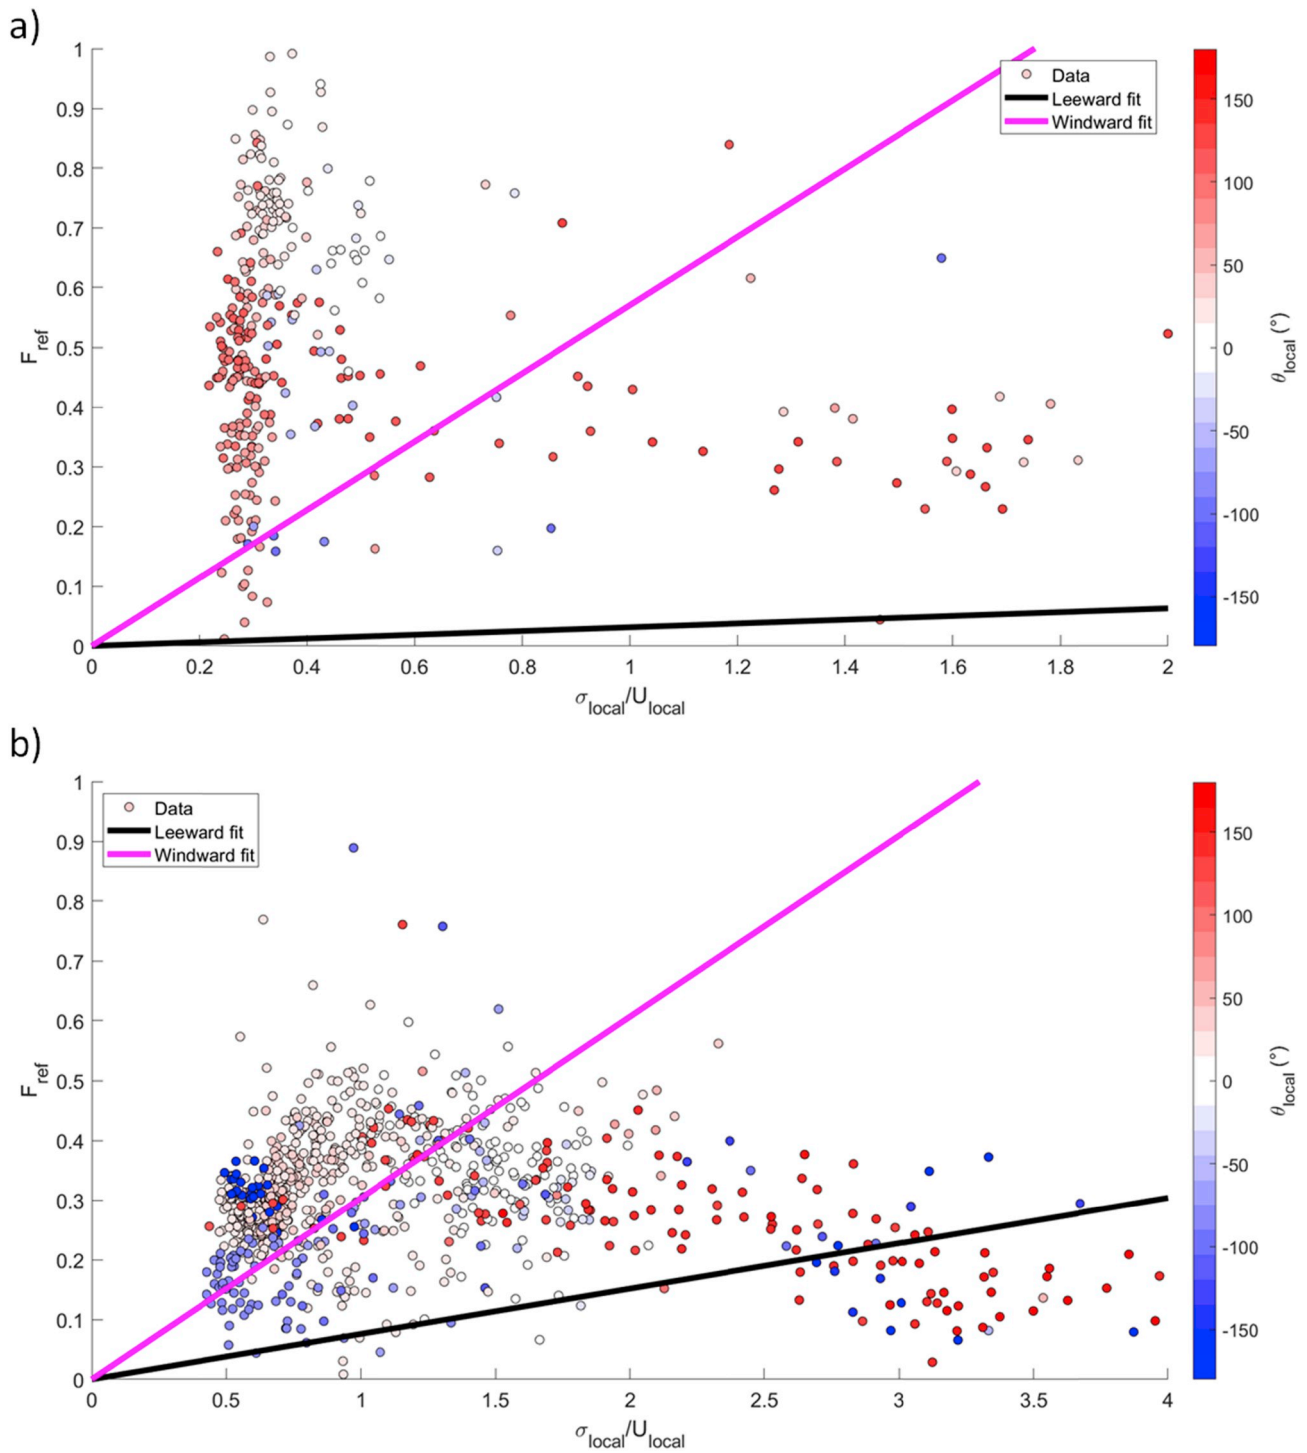 a)
1
0.9
0.8
0.7
0.6
0.5
0.4
0.3
0.2
0.1
0
F_ref
0 0.2 0.4 0.6 0.8 1 1.2 1.4 1.6 1.8 2
σ_local/U_local
Data
Leeward fit
Windward fit
150
100
50
0
-50
-100
-150
θ_local (°)
b)
1
0.9
0.8
0.7
0.6
0.5
0.4
0.3
0.2
0.1
0
F_ref
0 0.5 1 1.5 2 2.5 3 3.5 4
σ_local/U_local
Data
Leeward fit
Windward fit
150
100
50
0
-50
-100
-150
θ_local (°)